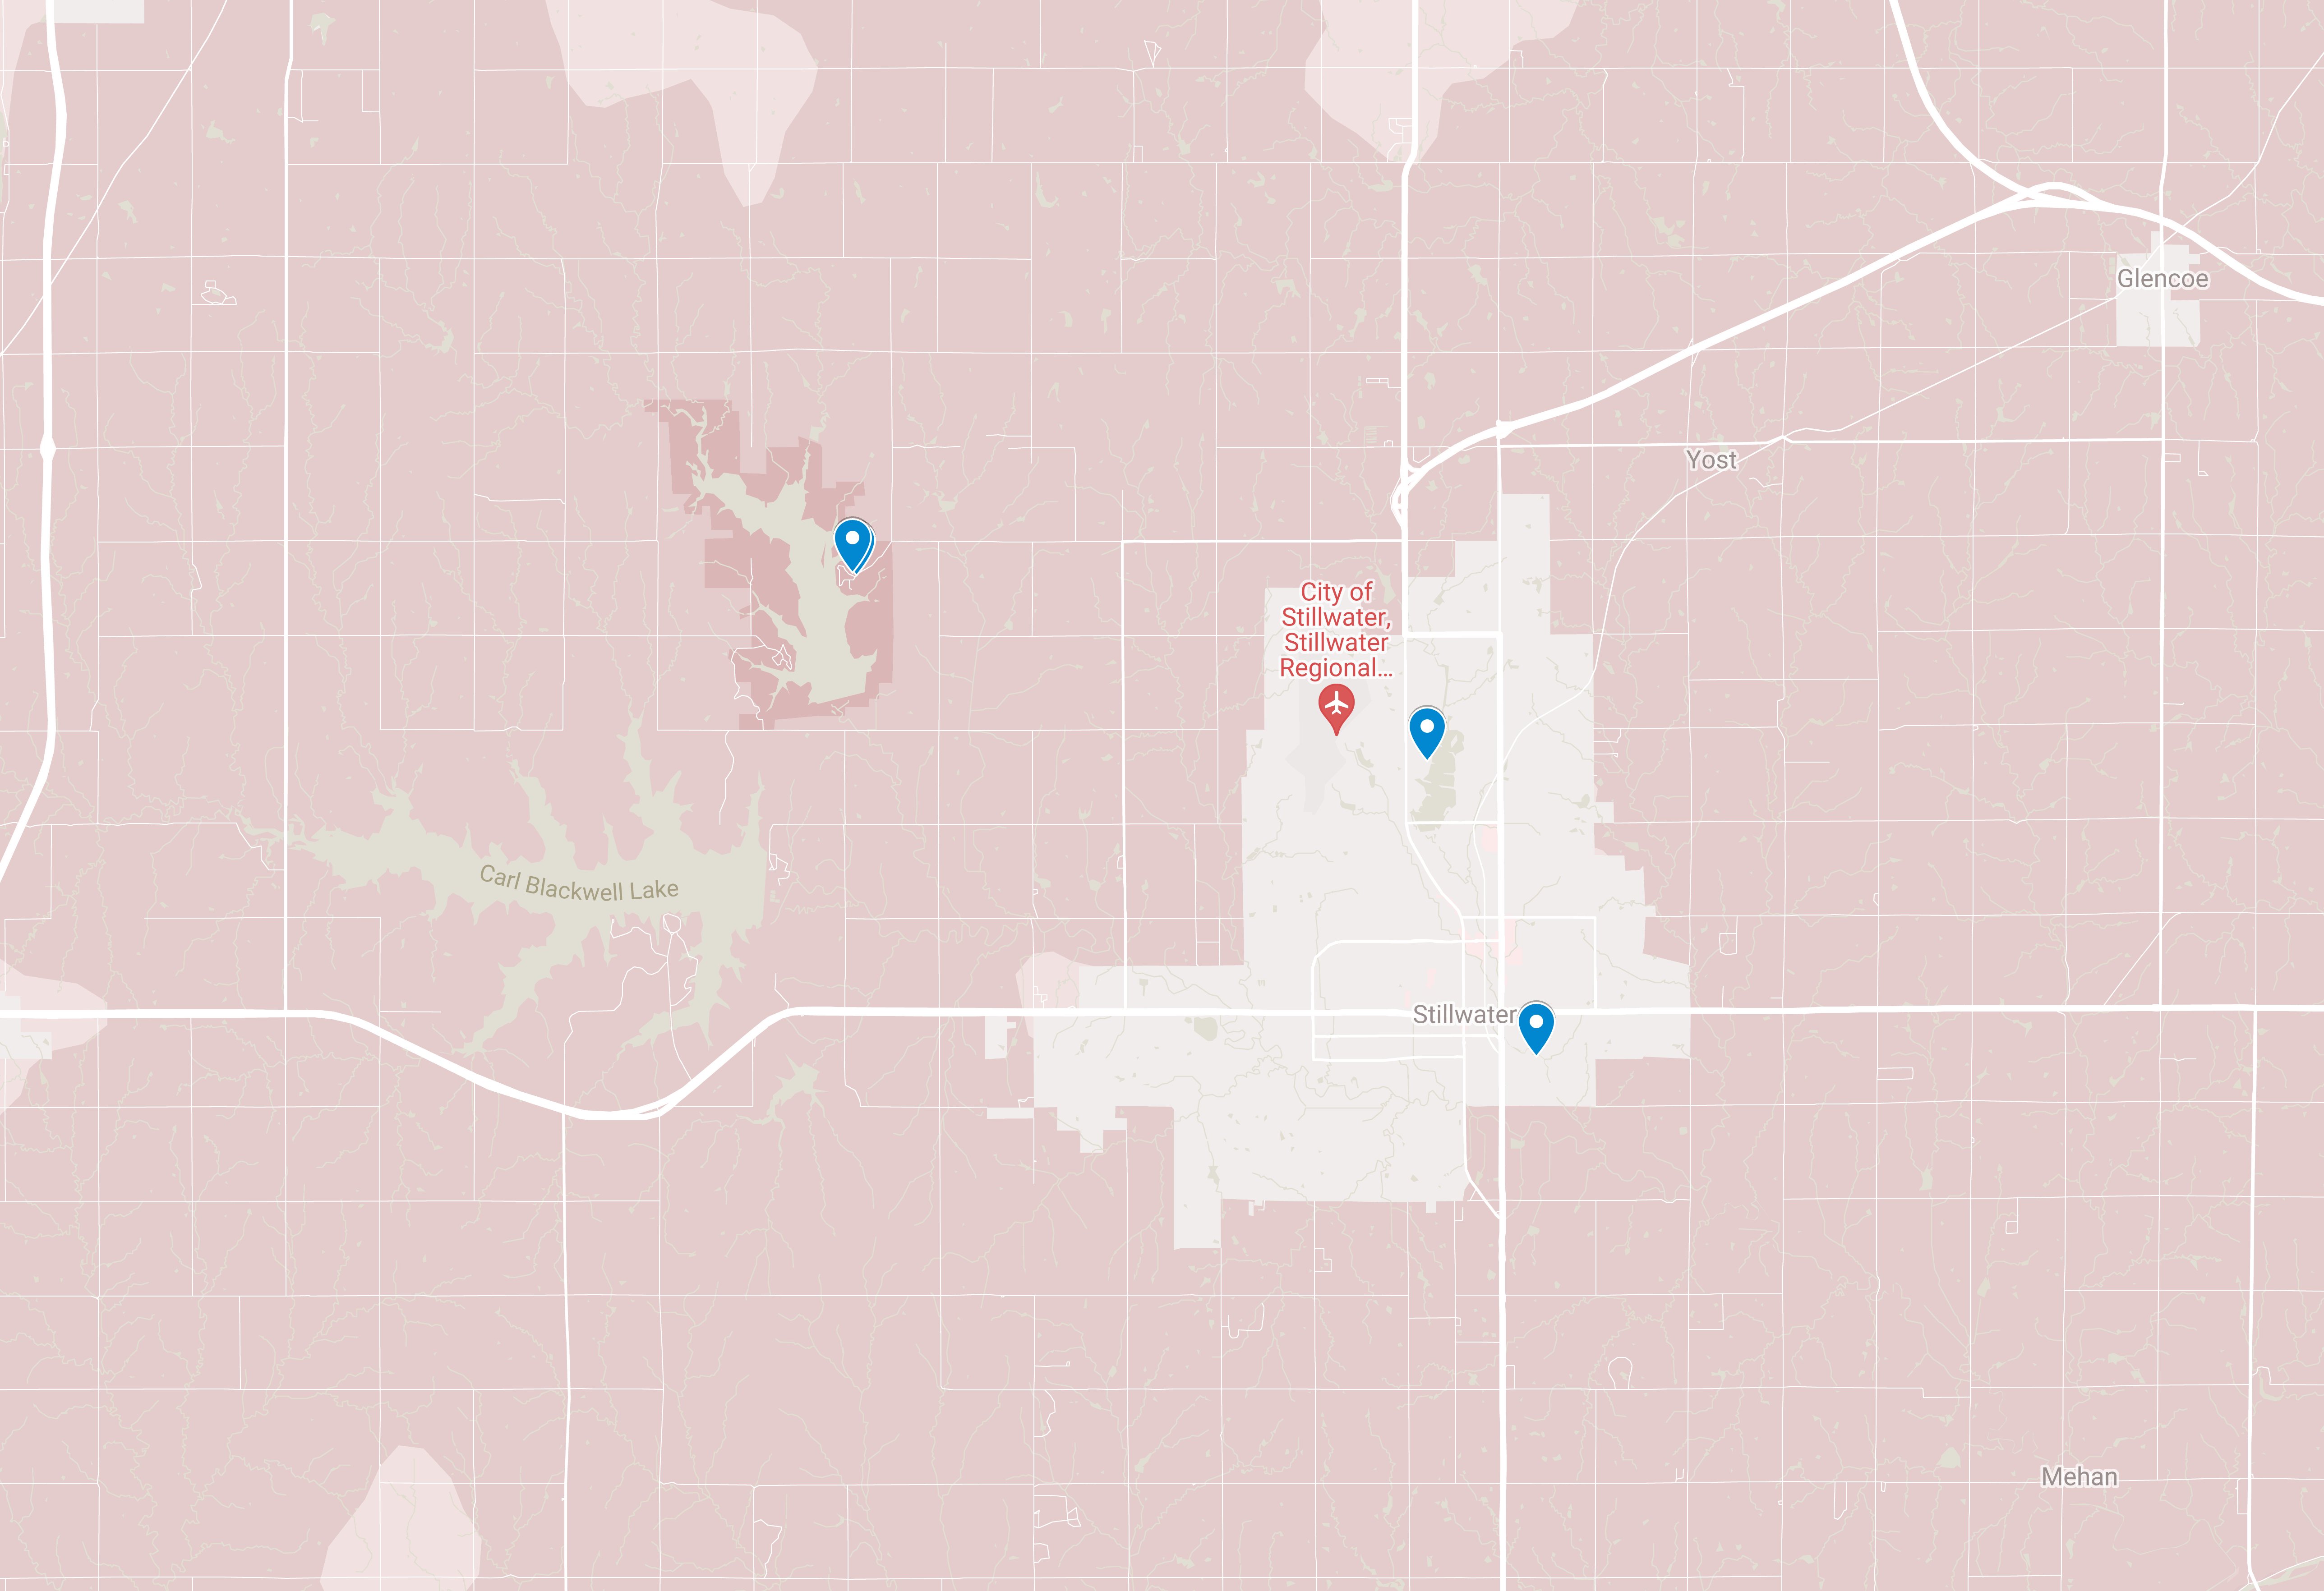 Glencoe
Yost
City of
Stillwater,
Stillwater
Regional...
Carl Blackwell Lake
Stillwater
Mehan